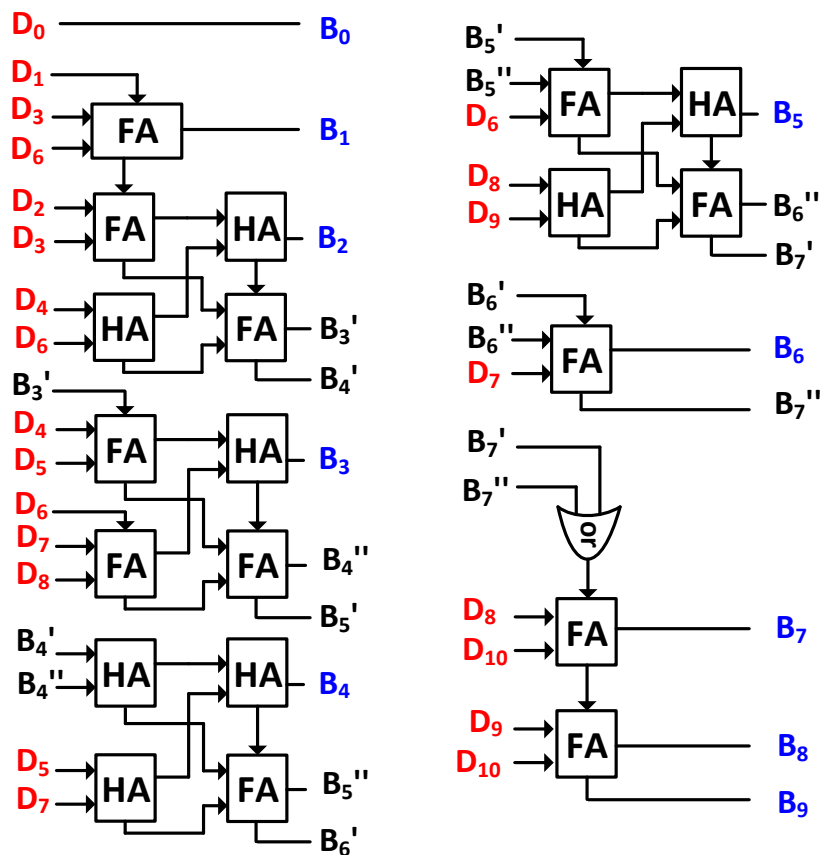 D₀ B₀
D₁
D₃ FA B₁
D₆
D₂ FA HA B₂
D₃
D₄ HA FA B₃'
D₆ B₄'
B₃'
D₄ FA HA B₃
D₅
D₆
D₇ FA FA B₄''
D₈ B₅'
B₄' HA HA B₄
B₄''
D₅ HA FA B₅''
D₇ B₆'
B₅'
B₅'' FA HA B₅
D₆
D₈ HA FA B₆''
D₉ B₇'
B₆'
B₆'' FA B₆
D₇ B₇''
B₇'
B₇''
or
D₈ FA B₇
D₁₀
D₉ FA B₈
D₁₀ B₉